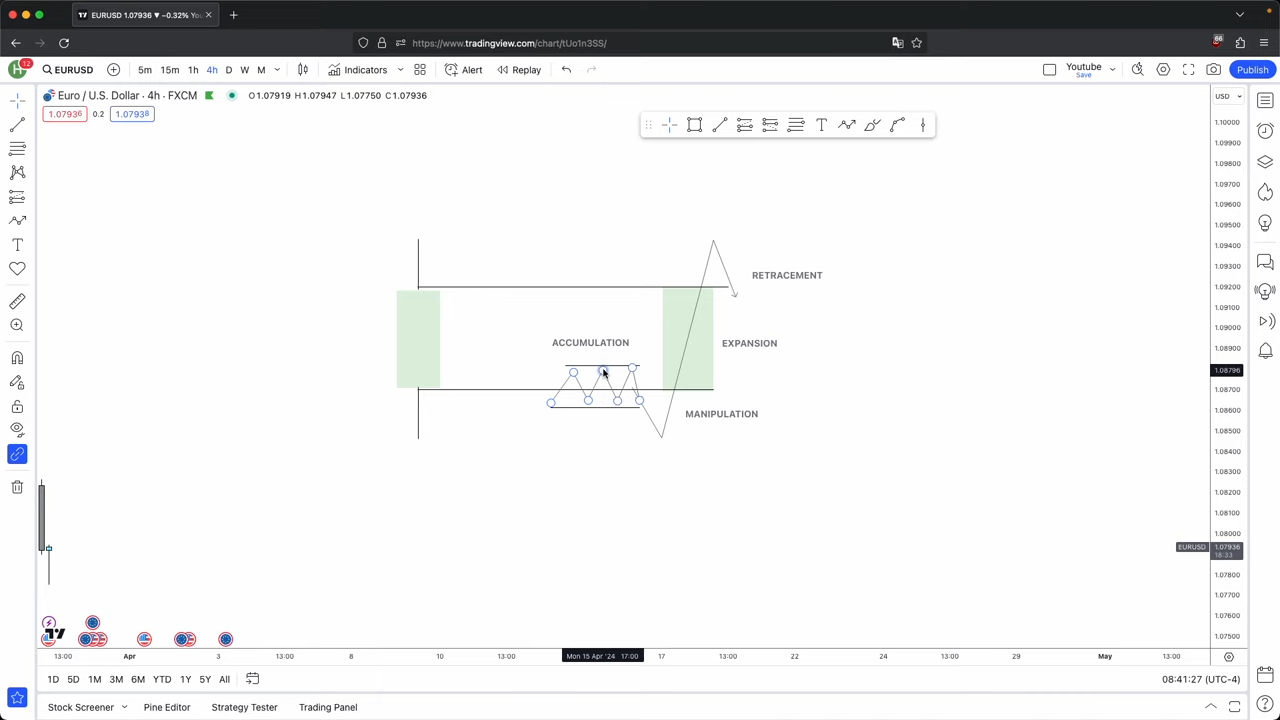 EURUSD 1.07936 ▼ −0.32% Yo
https://www.tradingview.com/chart/tUo1n3SS/
66
H 12
EURUSD
5m 15m 1h 4h D W M
Indicators
Alert
Replay
Youtube
Save
Publish
Euro / U.S. Dollar · 4h · FXCM
O1.07919 H1.07947 L1.07750 C1.07936
1.07936 0.2 1.07938
USD
1.10000
1.09900
1.09800
1.09700
1.09600
1.09500
1.09400
1.09300
1.09200
1.09100
1.09000
1.08900
1.08796
1.08700
1.08600
1.08500
1.08400
1.08300
1.08200
1.08100
1.08000
EURUSD 1.07936
18:33
1.07800
1.07700
1.07600
1.07500
RETRACEMENT
ACCUMULATION
EXPANSION
MANIPULATION
13:00 Apr 3 13:00 8 10 13:00 Mon 15 Apr '24 17:00 17 13:00 22 24 13:00 29 May 13:00
1D 5D 1M 3M 6M YTD 1Y 5Y All
08:41:27 (UTC-4)
Stock Screener Pine Editor Strategy Tester Trading Panel